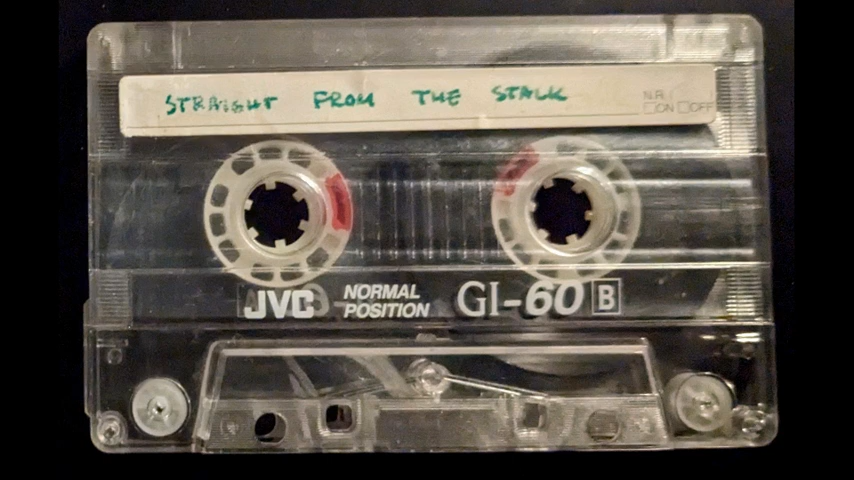 STRAIGHT FROM THE STALK
N.R.
ON OFF
JVC NORMAL POSITION GI-60 B